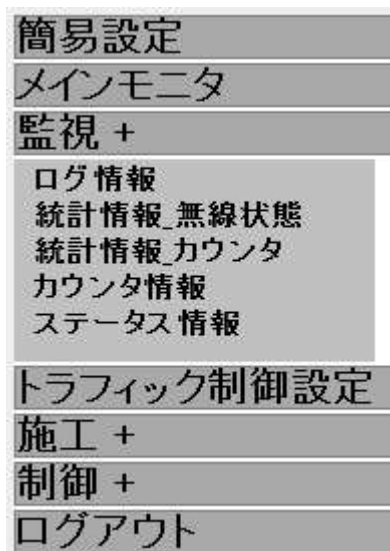 簡易設定
メインモニタ
監視 +
ログ情報
統計情報_無線状態
統計情報_カウンタ
カウンタ情報
ステータス情報
トラフィック制御設定
施工 +
制御 +
ログアウト